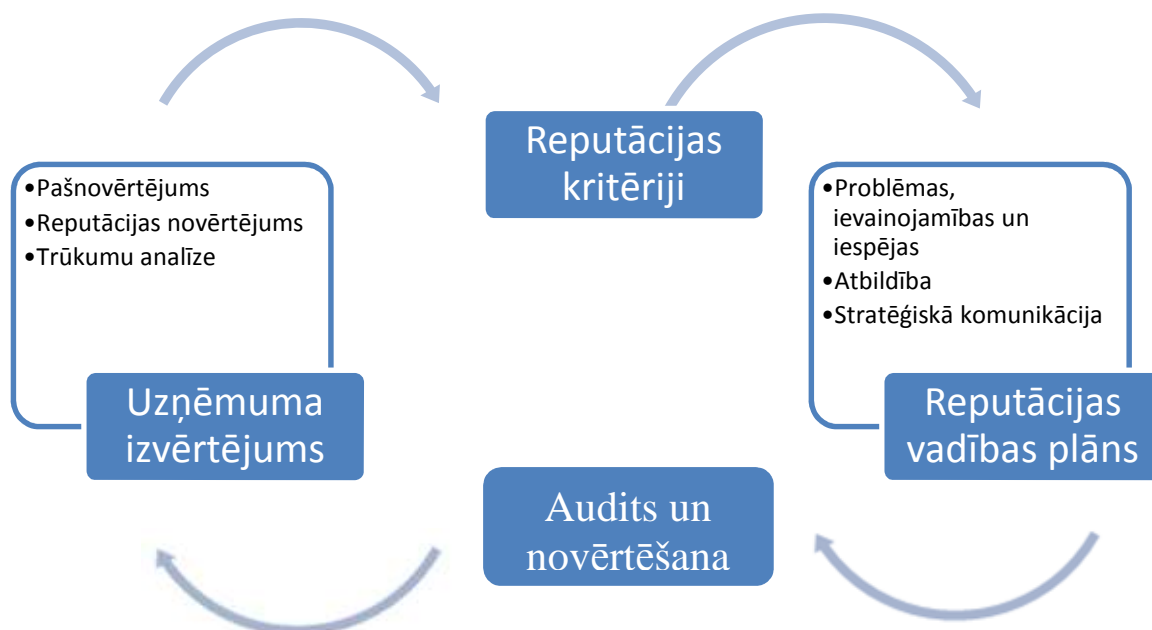 Reputācijas
kritēriji
•Pašnovērtējums
•Reputācijas novērtējums
•Trūkumu analīze
Uzņēmuma
izvērtējums
•Problēmas,
ievainojamības un
iespējas
•Atbildība
•Stratēģiskā komunikācija
Reputācijas
vadības plāns
Audits un
novērtēšana